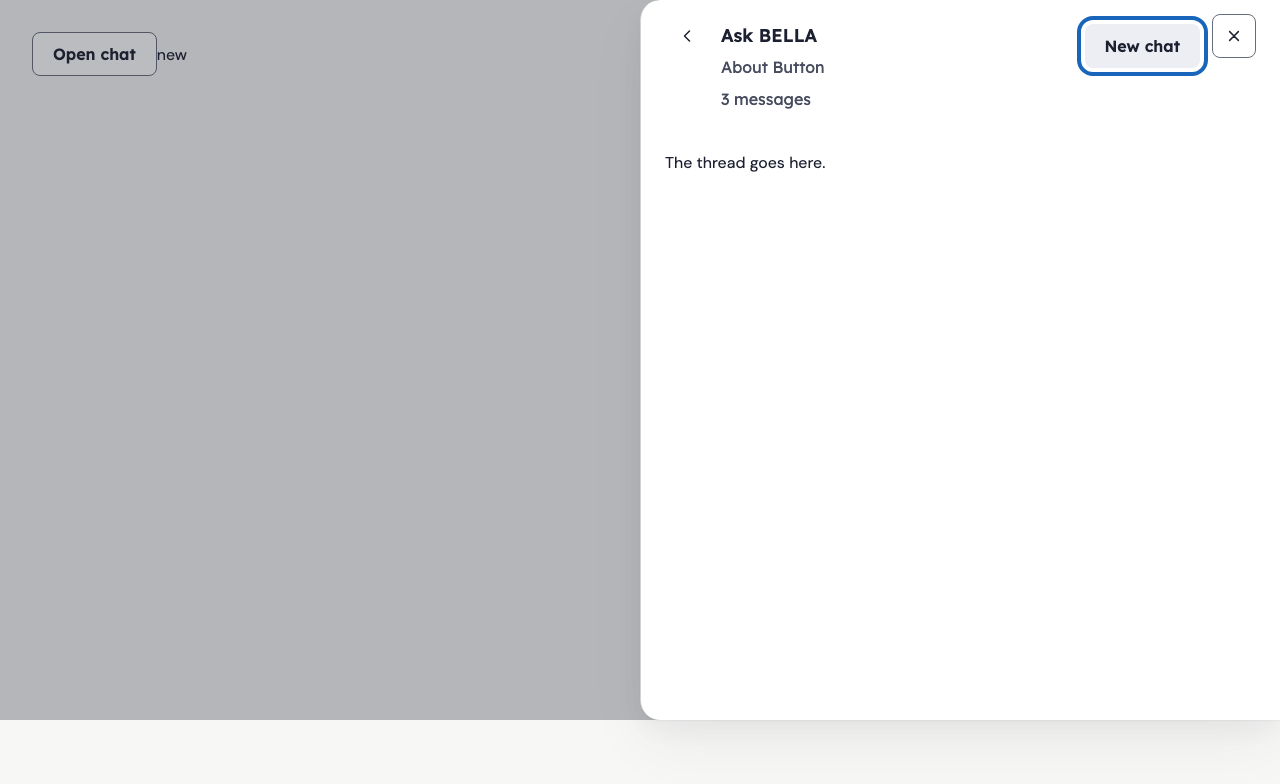 Open chat new
Ask BELLA
About Button
3 messages
New chat
The thread goes here.